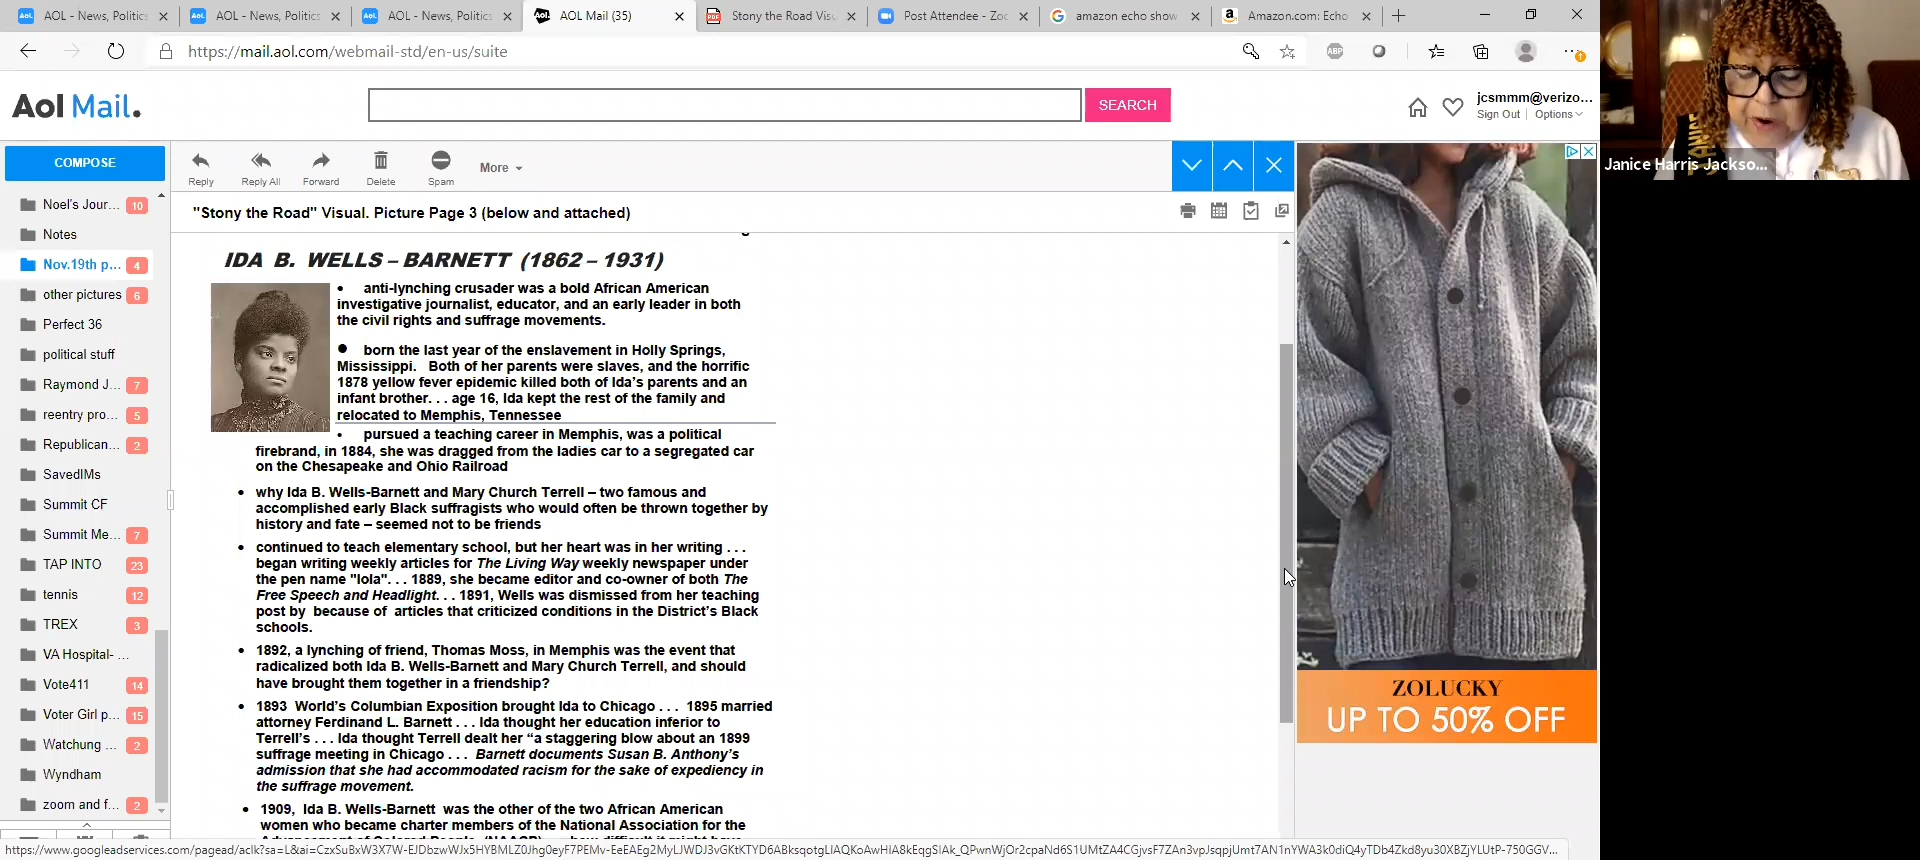 AOL - News, Politics
AOL - News, Politics
AOL - News, Politics
AOL Mail (35)
Stony the Road Visu
Post Attendee - Zoo
amazon echo show
Amazon.com: Echo
https://mail.aol.com/webmail-std/en-us/suite
ABP
Aol Mail.
SEARCH
jcsmmm@verizo...
Sign Out
Options
COMPOSE
Reply
Reply All
Forward
Delete
Spam
More
Noel's Jour... 10
Notes
Nov.19th p... 4
other pictures 6
Perfect 36
political stuff
Raymond J... 7
reentry pro... 5
Republican... 2
SavedIMs
Summit CF
Summit Me... 7
TAP INTO 23
tennis 12
TREX 3
VA Hospital- ...
Vote411 14
Voter Girl p... 15
Watchung ... 2
Wyndham
zoom and f... 2
"Stony the Road" Visual. Picture Page 3 (below and attached)
IDA B. WELLS – BARNETT (1862 – 1931)
• anti-lynching crusader was a bold African American
investigative journalist, educator, and an early leader in both
the civil rights and suffrage movements.
• born the last year of the enslavement in Holly Springs,
Mississippi. Both of her parents were slaves, and the horrific
1878 yellow fever epidemic killed both of Ida's parents and an
infant brother. . . age 16, Ida kept the rest of the family and
relocated to Memphis, Tennessee
• pursued a teaching career in Memphis, was a political
firebrand, in 1884, she was dragged from the ladies car to a segregated car
on the Chesapeake and Ohio Railroad
• why Ida B. Wells-Barnett and Mary Church Terrell – two famous and
accomplished early Black suffragists who would often be thrown together by
history and fate – seemed not to be friends
• continued to teach elementary school, but her heart was in her writing . . .
began writing weekly articles for The Living Way weekly newspaper under
the pen name "Iola". . . 1889, she became editor and co-owner of both The
Free Speech and Headlight. . . 1891, Wells was dismissed from her teaching
post by because of articles that criticized conditions in the District's Black
schools.
• 1892, a lynching of friend, Thomas Moss, in Memphis was the event that
radicalized both Ida B. Wells-Barnett and Mary Church Terrell, and should
have brought them together in a friendship?
• 1893 World's Columbian Exposition brought Ida to Chicago . . . 1895 married
attorney Ferdinand L. Barnett . . . Ida thought her education inferior to
Terrell's . . . Ida thought Terrell dealt her "a staggering blow about an 1899
suffrage meeting in Chicago . . . Barnett documents Susan B. Anthony's
admission that she had accommodated racism for the sake of expediency in
the suffrage movement.
• 1909, Ida B. Wells-Barnett was the other of the two African American
women who became charter members of the National Association for the
ZOLUCKY
UP TO 50% OFF
Janice Harris Jackso...